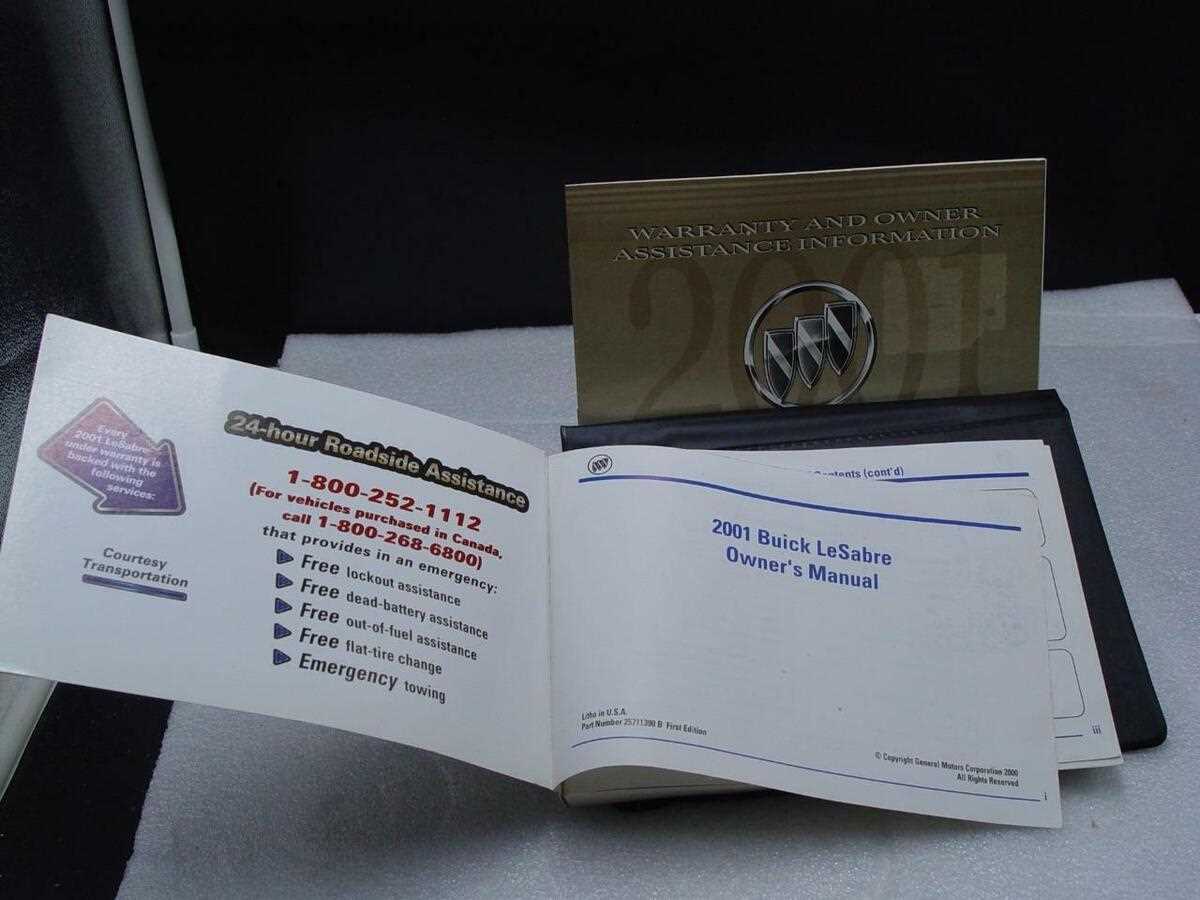 WARRANTY AND OWNER
ASSISTANCE INFORMATION
2001
Every
2001 LeSabre
under warranty is
backed with the
following
services:
Courtesy
Transportation
24-hour Roadside Assistance
1-800-252-1112
(For vehicles purchased in Canada,
call 1-800-268-6800)
that provides in an emergency:
Free lockout assistance
Free dead-battery assistance
Free out-of-fuel assistance
Free flat-tire change
Emergency towing
Contents (cont'd)
2001 Buick LeSabre
Owner's Manual
Litho in U.S.A.
Part Number 25711390 B First Edition
© Copyright General Motors Corporation 2000
All Rights Reserved
i
iii